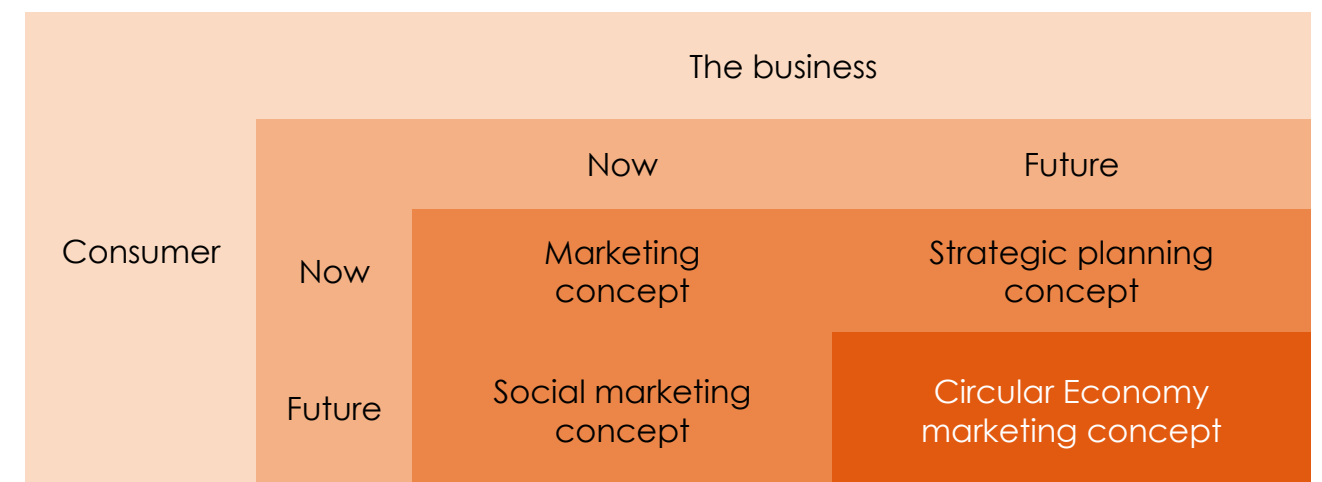 The business
Now Future
Consumer
Now
Marketing
concept
Strategic planning
concept
Future
Social marketing
concept
Circular Economy
marketing concept